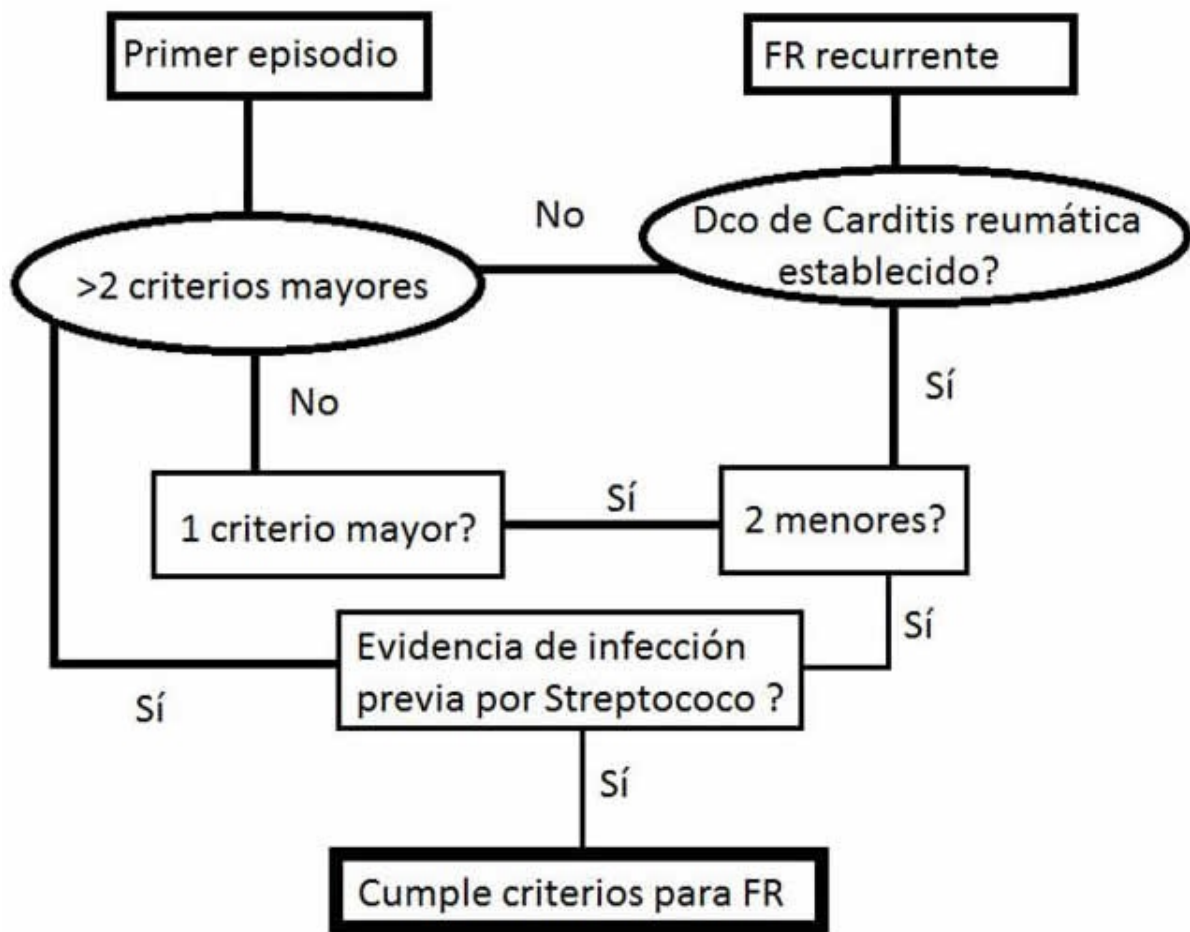 Primer episodio
FR recurrente
No
Dco de Carditis reumática
establecido?
>2 criterios mayores
No
Sí
1 criterio mayor?
Sí
2 menores?
Sí
Evidencia de infección
previa por Streptococo ?
Sí
Sí
Cumple criterios para FR